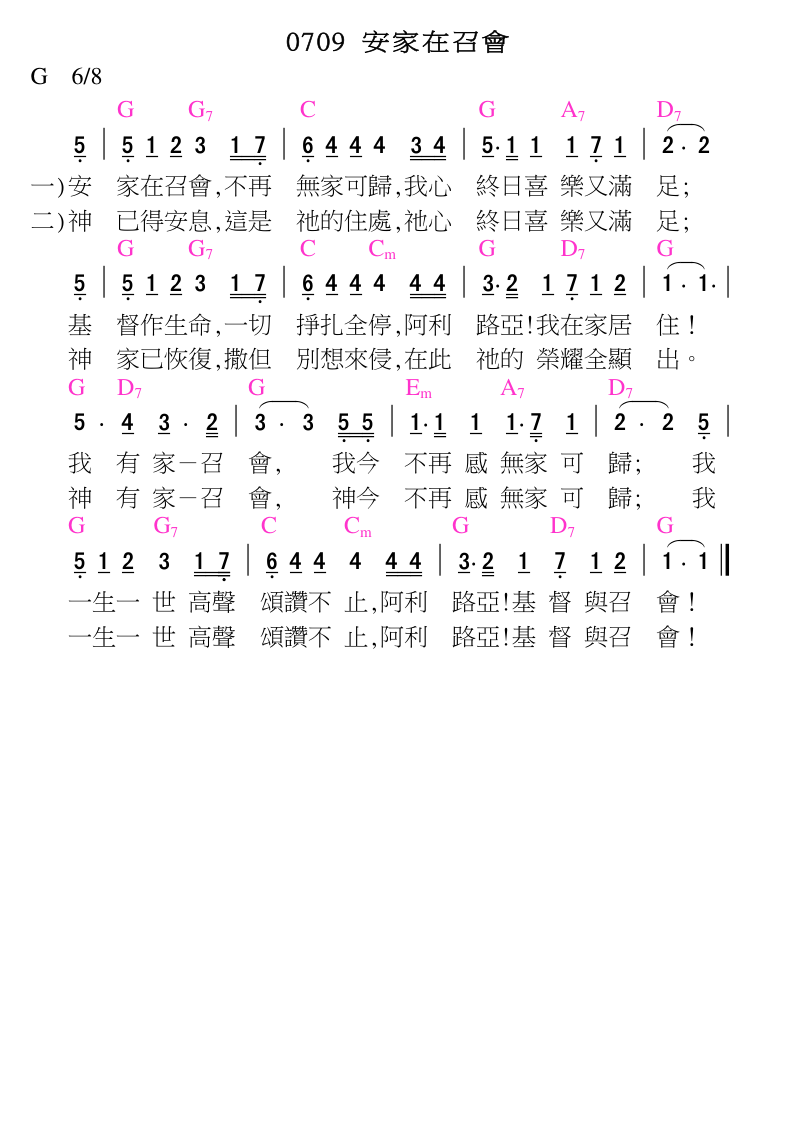 0709 安家在召會
G 6/8
G G7 C G A7 D7
5 | 5 1 2 3 1 7 | 6 4 4 4 3 4 | 5· 1 1 1 7 1 | 2 · 2
一)安 家在召會,不再 無家可歸,我心 終日喜 樂又滿 足;
二)神 已得安息,這是 祂的住處,祂心 終日喜 樂又滿 足;
G G7 C Cm G D7 G
5 | 5 1 2 3 1 7 | 6 4 4 4 4 4 | 3· 2 1 7 1 2 | 1 · 1· |
基 督作生命,一切 掙扎全停,阿利 路亞!我在家居 住!
神 家已恢復,撒但 別想來侵,在此 祂的 榮耀全顯 出。
G D7 G Em A7 D7
5 · 4 3 · 2 | 3 · 3 5 5 | 1· 1 1 1· 7 1 | 2 · 2 5 |
我 有 家－召 會, 我今 不再 感 無家 可 歸; 我
神 有 家－召 會, 神今 不再 感 無家 可 歸; 我
G G7 C Cm G D7 G
5 1 2 3 1 7 | 6 4 4 4 4 4 | 3· 2 1 7 1 2 | 1 · 1 ‖
一生一 世 高聲 頌讚不 止,阿利 路亞!基 督 與召 會!
一生一 世 高聲 頌讚不 止,阿利 路亞!基 督 與召 會!